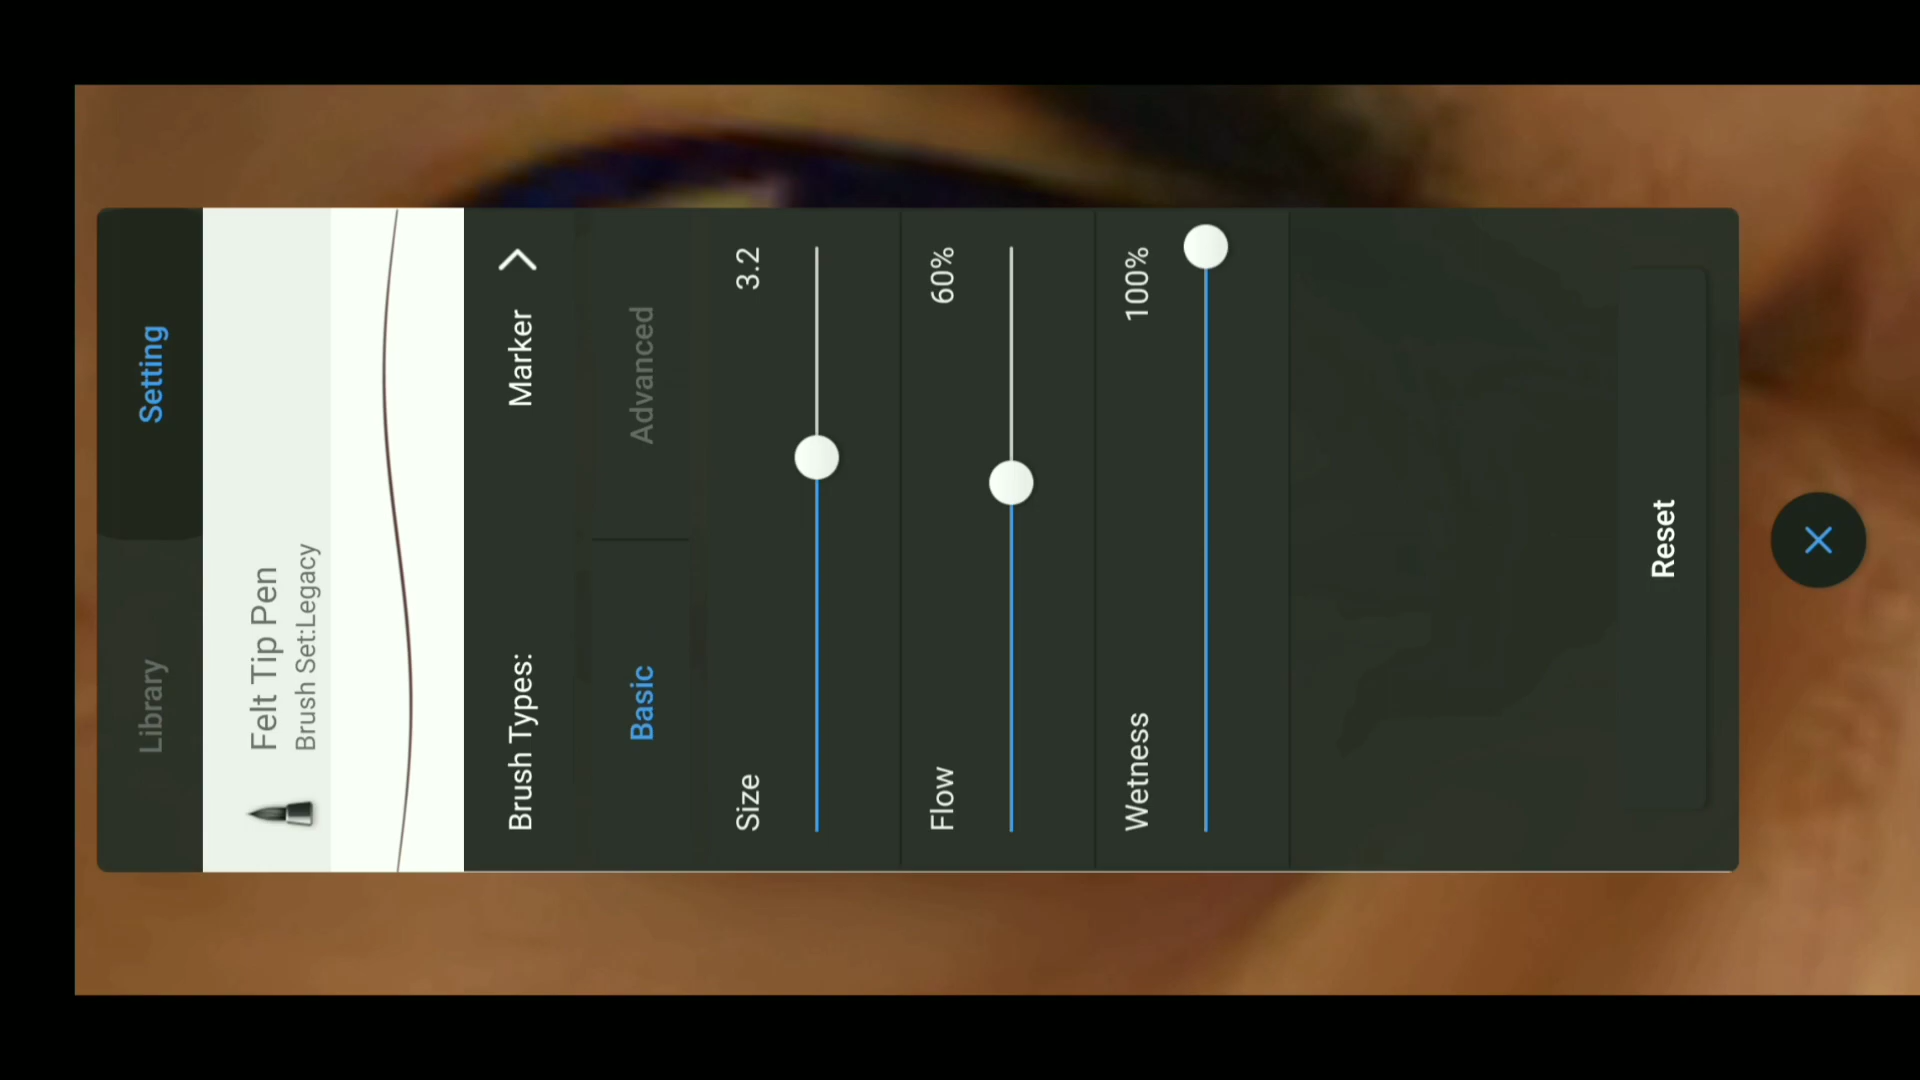 Library Setting
Felt Tip Pen
Brush Set:Legacy
Brush Types: Marker
Basic Advanced
Size 3.2
Flow 60%
Wetness 100%
Reset